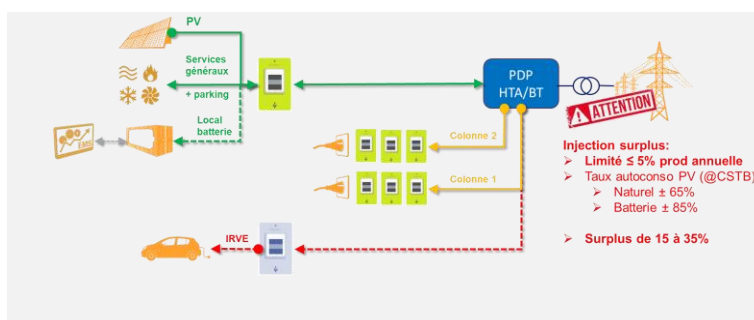 PV
Services
généraux
+ parking
Local
batterie
EMS
PDP
HTA/BT
ATTENTION
Colonne 2
Colonne 1
IRVE
Injection surplus:
➢ Limité ≤ 5% prod annuelle
➢ Taux autoconso PV (@CSTB)
➢ Naturel ± 65%
➢ Batterie ± 85%
➢ Surplus de 15 à 35%